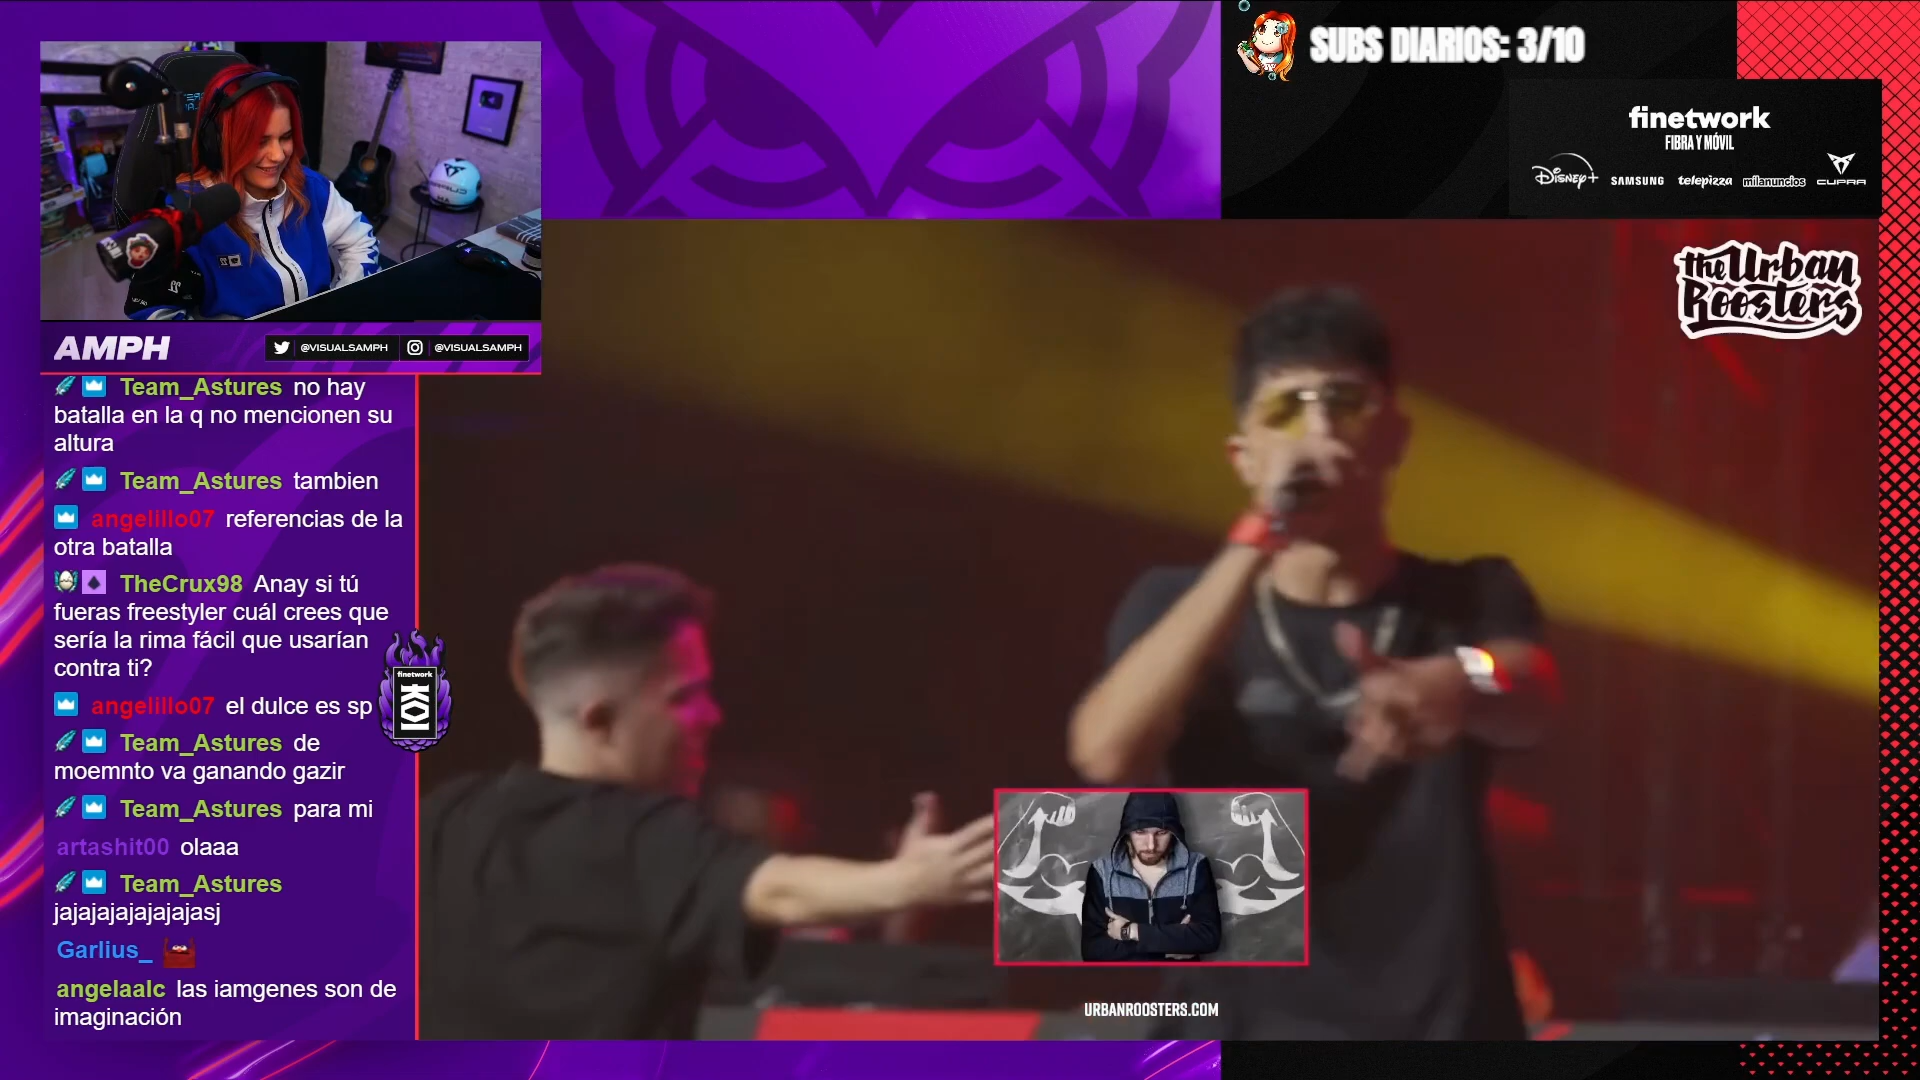 SUBS DIARIOS: 3/10
finetwork
FIBRA Y MÓVIL
Disney+ SAMSUNG telepizza milanuncios CUPRA
the Urban
Roosters
AMPH @VISUALSAMPH @VISUALSAMPH
Team_Astures no hay
batalla en la q no mencionen su
altura
Team_Astures tambien
angelillo07 referencias de la
otra batalla
TheCrux98 Anay si tú
fueras freestyler cuál crees que
sería la rima fácil que usarían
contra ti?
angelillo07 el dulce es sp
Team_Astures de
moemnto va ganando gazir
Team_Astures para mi
artashit00 olaaa
Team_Astures
jajajajajajajajasj
Garlius_
angelaalc las iamgenes son de
imaginación
finetwork
KOI
URBANROOSTERS.COM